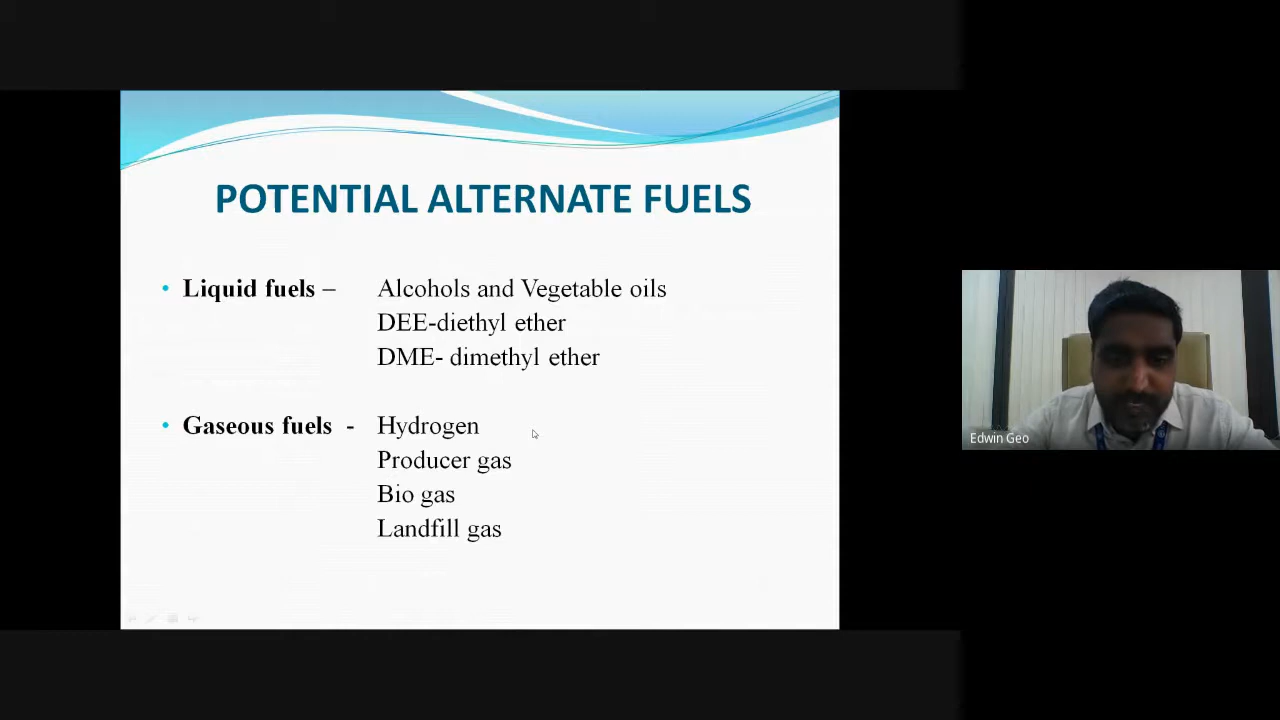 POTENTIAL ALTERNATE FUELS
• Liquid fuels – Alcohols and Vegetable oils
DEE-diethyl ether
DME- dimethyl ether
• Gaseous fuels - Hydrogen
Producer gas
Bio gas
Landfill gas
Edwin Geo